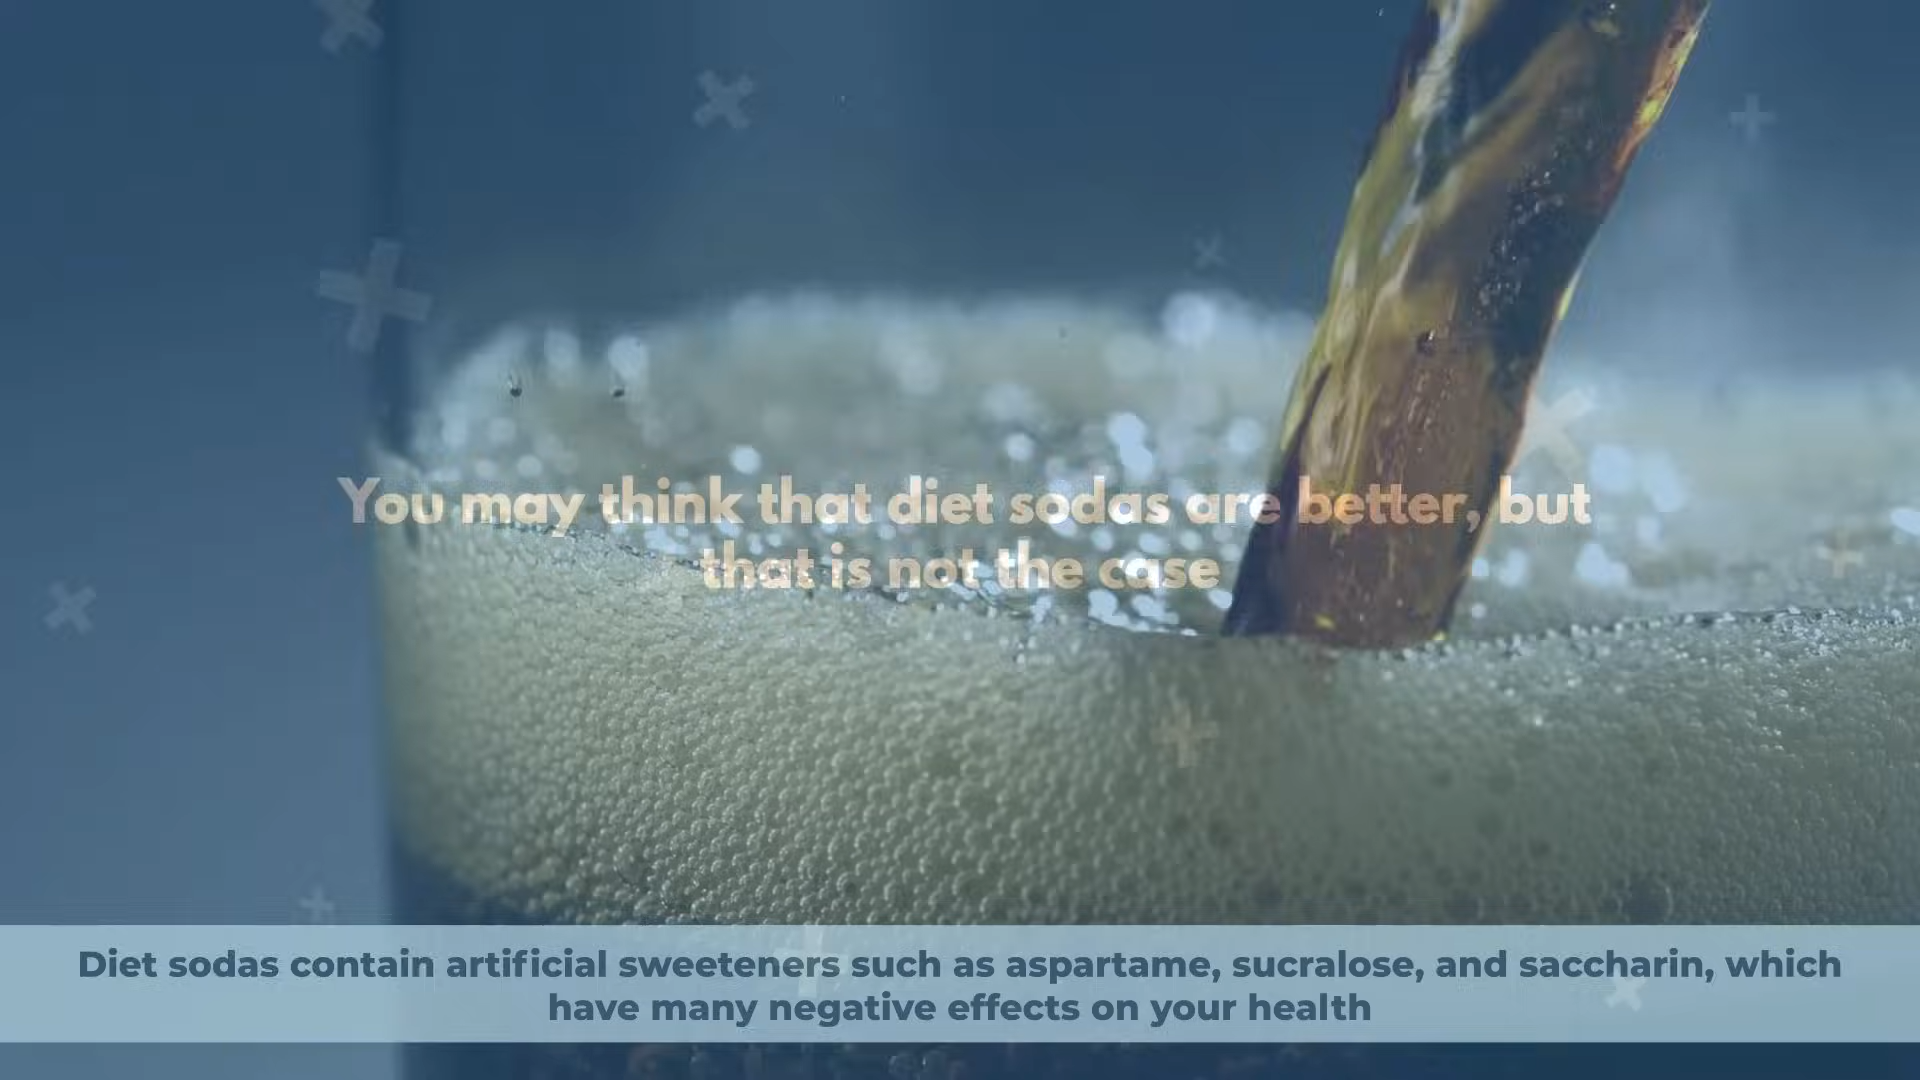 You may think that diet sodas are better, but
that is not the case
Diet sodas contain artificial sweeteners such as aspartame, sucralose, and saccharin, which
have many negative effects on your health